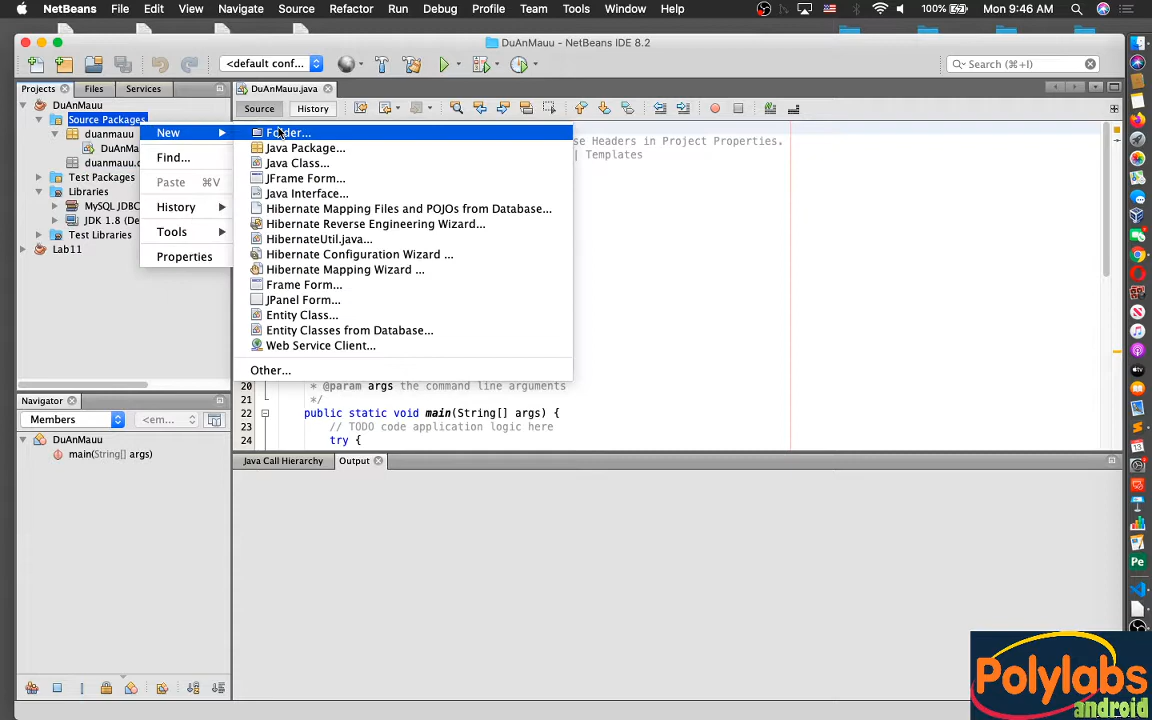 NetBeans File Edit View Navigate Source Refactor Run Debug Profile Team Tools Window Help 100% Mon 9:46 AM
DuAnMauu - NetBeans IDE 8.2
<default conf... Search (⌘+I)
Projects Files Services DuAnMauu.java
Source History
DuAnMauu
Source Packages
duanmauu
DuAnMa
duanmauu.
Test Packages
Libraries
MySQL JDBC
JDK 1.8 (De
Test Libraries
Lab11
New
Find...
Paste ⌘V
History
Tools
Properties
Folder...
Java Package...
Java Class...
JFrame Form...
Java Interface...
Hibernate Mapping Files and POJOs from Database...
Hibernate Reverse Engineering Wizard...
HibernateUtil.java...
Hibernate Configuration Wizard ...
Hibernate Mapping Wizard ...
Frame Form...
JPanel Form...
Entity Class...
Entity Classes from Database...
Web Service Client...
Other...
se Headers in Project Properties.
| Templates
20 * @param args the command line arguments
21 */
22 public static void main(String[] args) {
23 // TODO code application logic here
24 try {
Navigator
Members <em...
DuAnMauu
main(String[] args)
Java Call Hierarchy Output
Polylabs
android